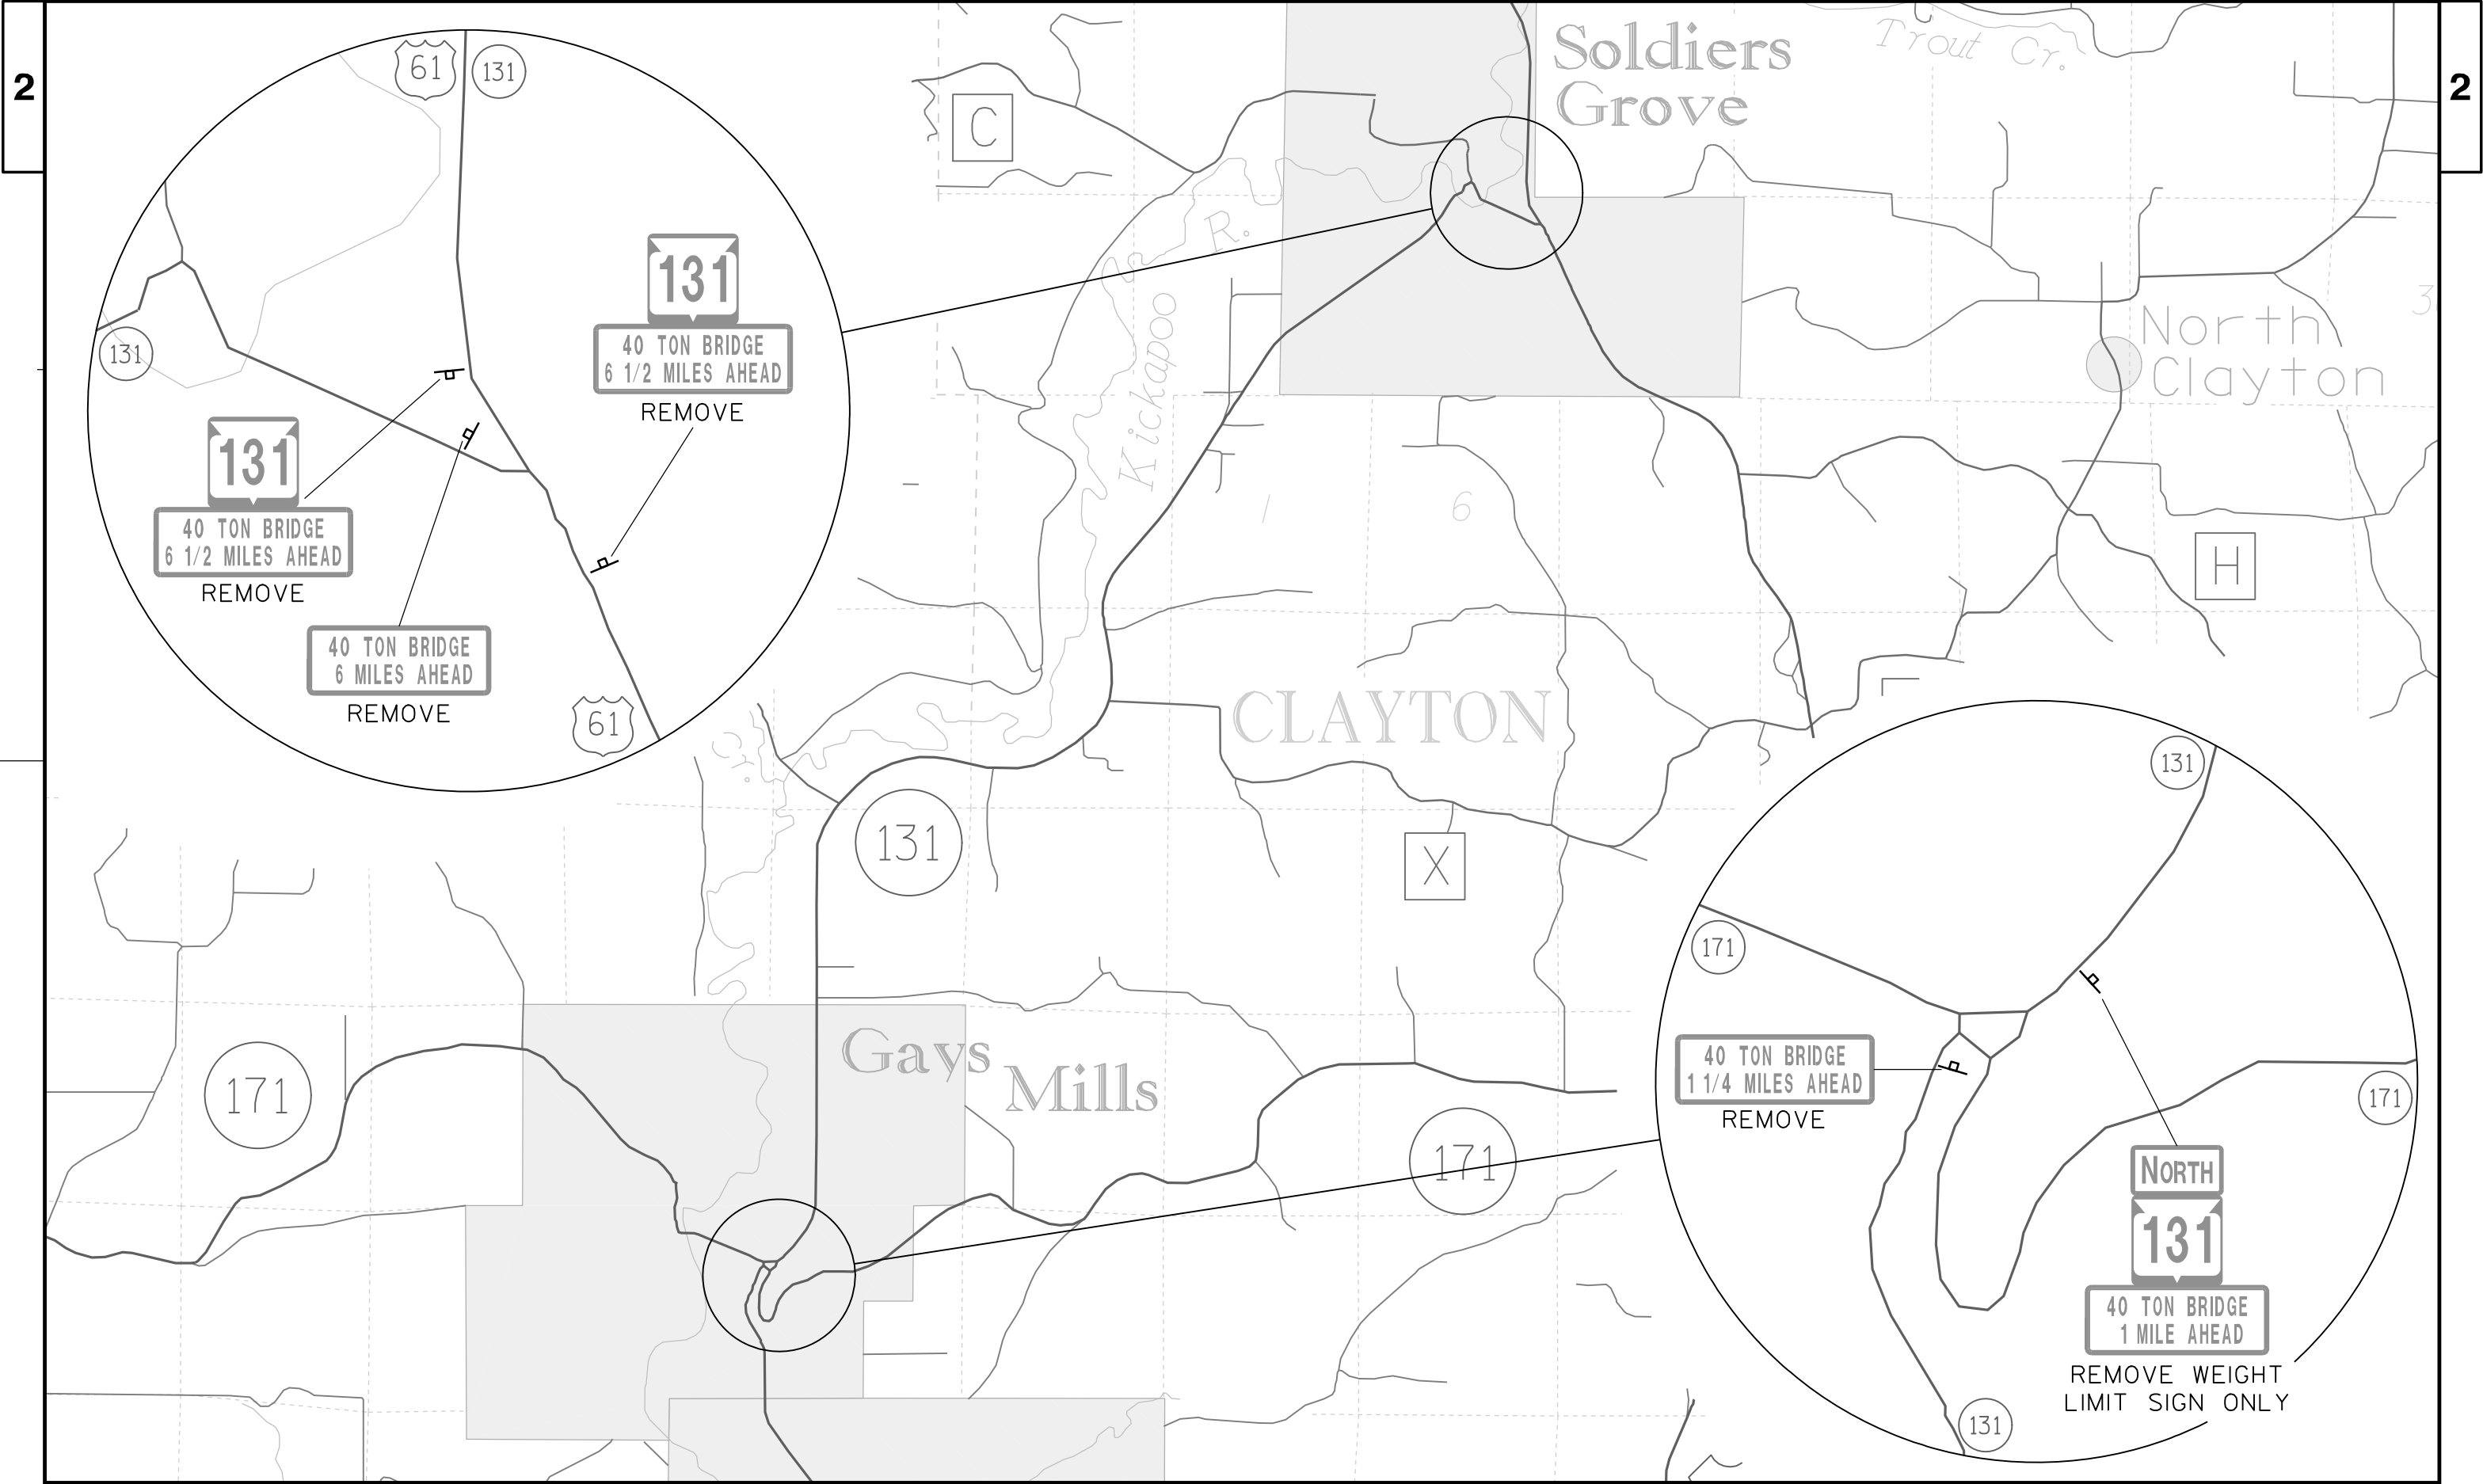 2
2
61
131
131
131
40 TON BRIDGE
6 1/2 MILES AHEAD
REMOVE
131
40 TON BRIDGE
6 1/2 MILES AHEAD
REMOVE
40 TON BRIDGE
6 MILES AHEAD
REMOVE
61
C
Soldiers
Grove
Trout Cr.
Kickapoo R.
North
Clayton
1
6
H
CLAYTON
Cr.
131
X
171
Gays
Mills
171
131
171
40 TON BRIDGE
1 1/4 MILES AHEAD
REMOVE
171
NORTH
131
40 TON BRIDGE
1 MILE AHEAD
REMOVE WEIGHT
LIMIT SIGN ONLY
131